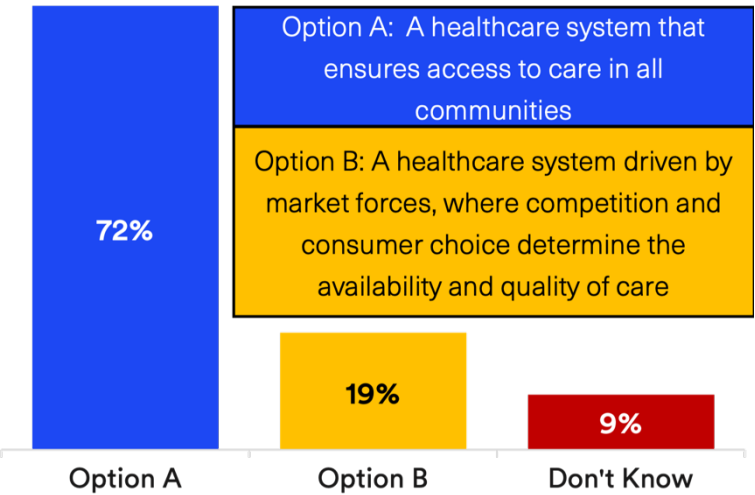 Option A:  A healthcare system that
ensures access to care in all
communities
Option B: A healthcare system driven by
market forces, where competition and
consumer choice determine the
availability and quality of care
72%
19%
9%
Option A
Option B
Don't Know